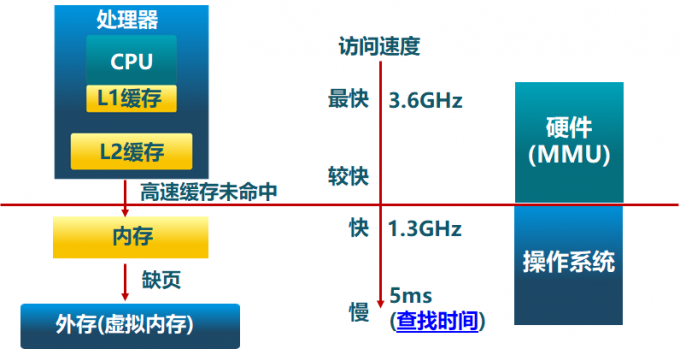 处理器
CPU
L1缓存
L2缓存
高速缓存未命中
内存
缺页
外存(虚拟内存)
访问速度
最快 3.6GHz
较快
快 1.3GHz
慢 5ms
(查找时间)
硬件
(MMU)
操作系统